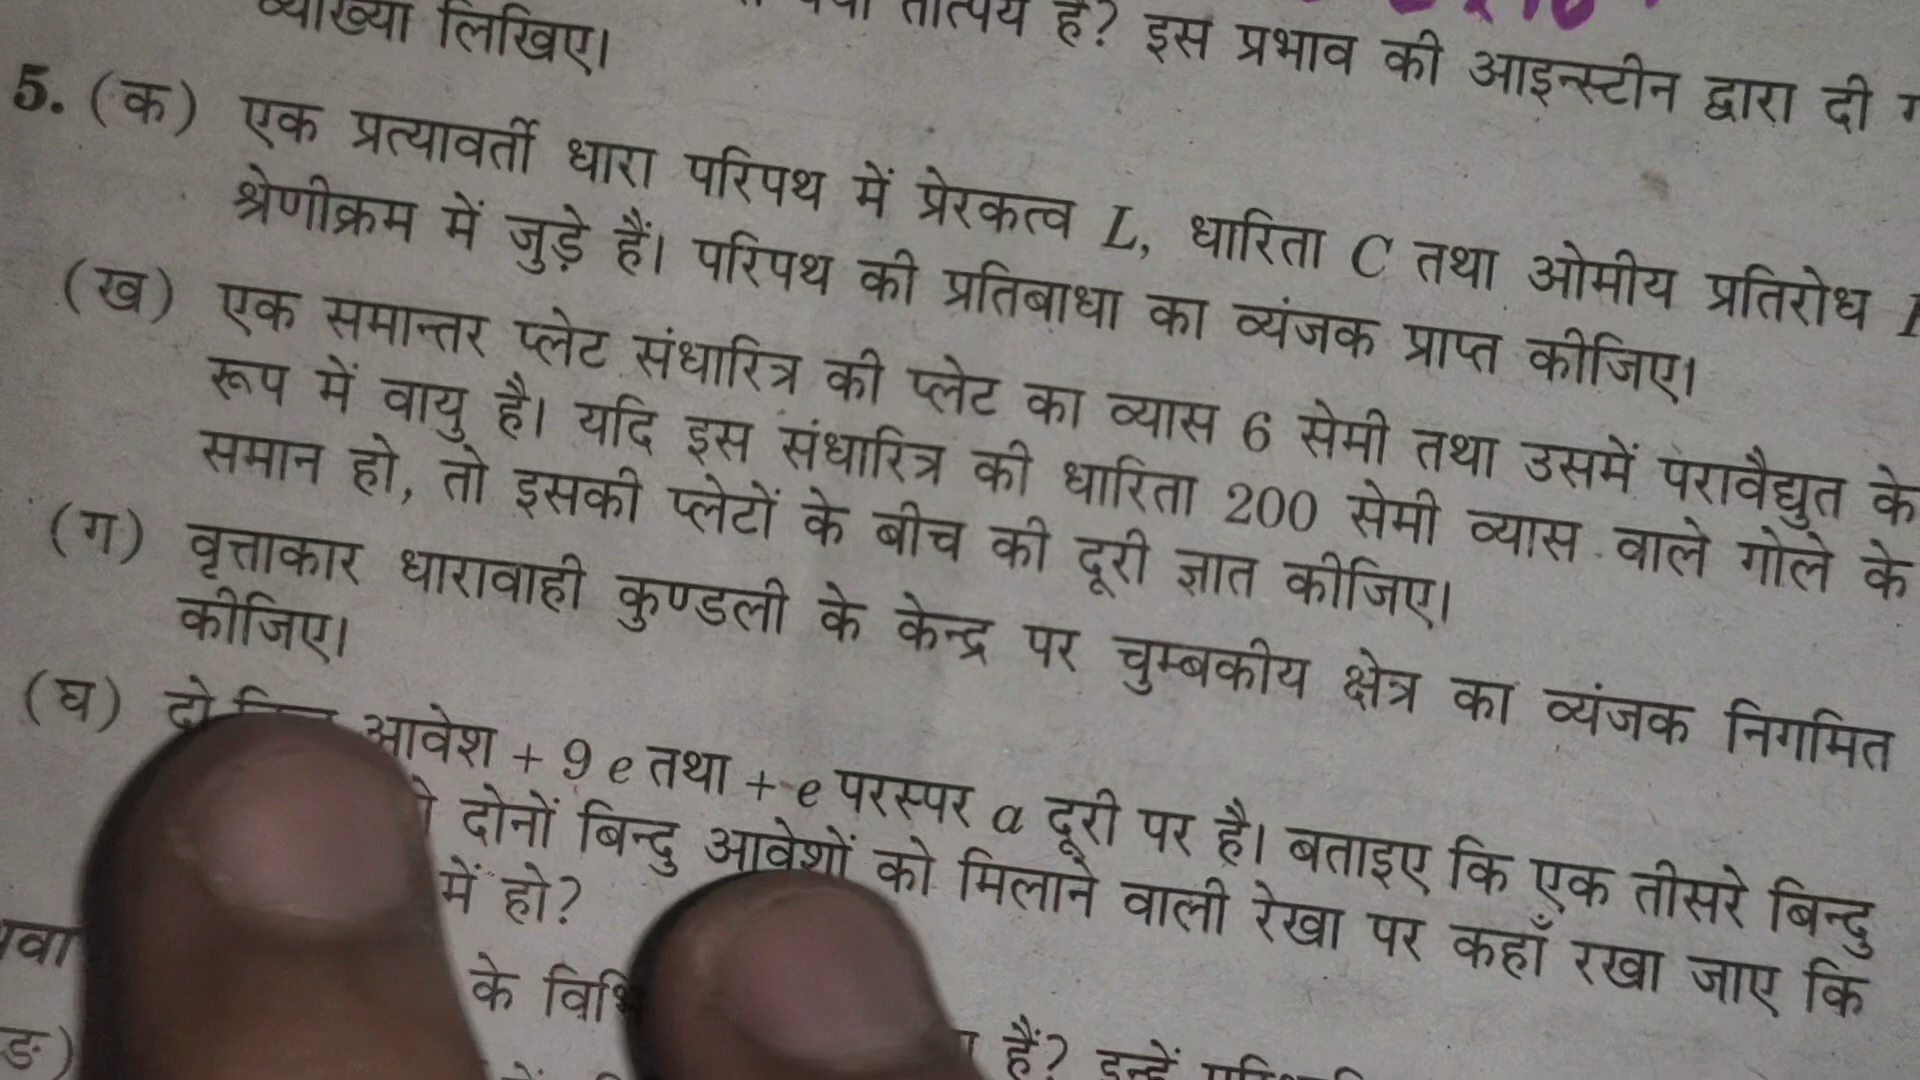 व्याख्या लिखिए।
तात्पर्य है? इस प्रभाव की आइन्स्टीन द्वारा दी
5. (क) एक प्रत्यावर्ती धारा परिपथ में प्रेरकत्व L, धारिता C तथा ओमीय प्रतिरोध
श्रेणीक्रम में जुड़े हैं। परिपथ की प्रतिबाधा का व्यंजक प्राप्त कीजिए।
(ख) एक समान्तर प्लेट संधारित्र की प्लेट का व्यास 6 सेमी तथा उसमें परावैद्युत के
रूप में वायु है। यदि इस संधारित्र की धारिता 200 सेमी व्यास वाले गोले के
समान हो, तो इसकी प्लेटों के बीच की दूरी ज्ञात कीजिए।
(ग) वृत्ताकार धारावाही कुण्डली के केन्द्र पर चुम्बकीय क्षेत्र का व्यंजक निगमित
कीजिए।
(घ) दो आवेश + 9 e तथा + e परस्पर a दूरी पर है। बताइए कि एक तीसरे बिन्दु
दोनों बिन्दु आवेशों को मिलाने वाली रेखा पर कहाँ रखा जाए कि
में हो?
के
ङ) हैं? इन्हें